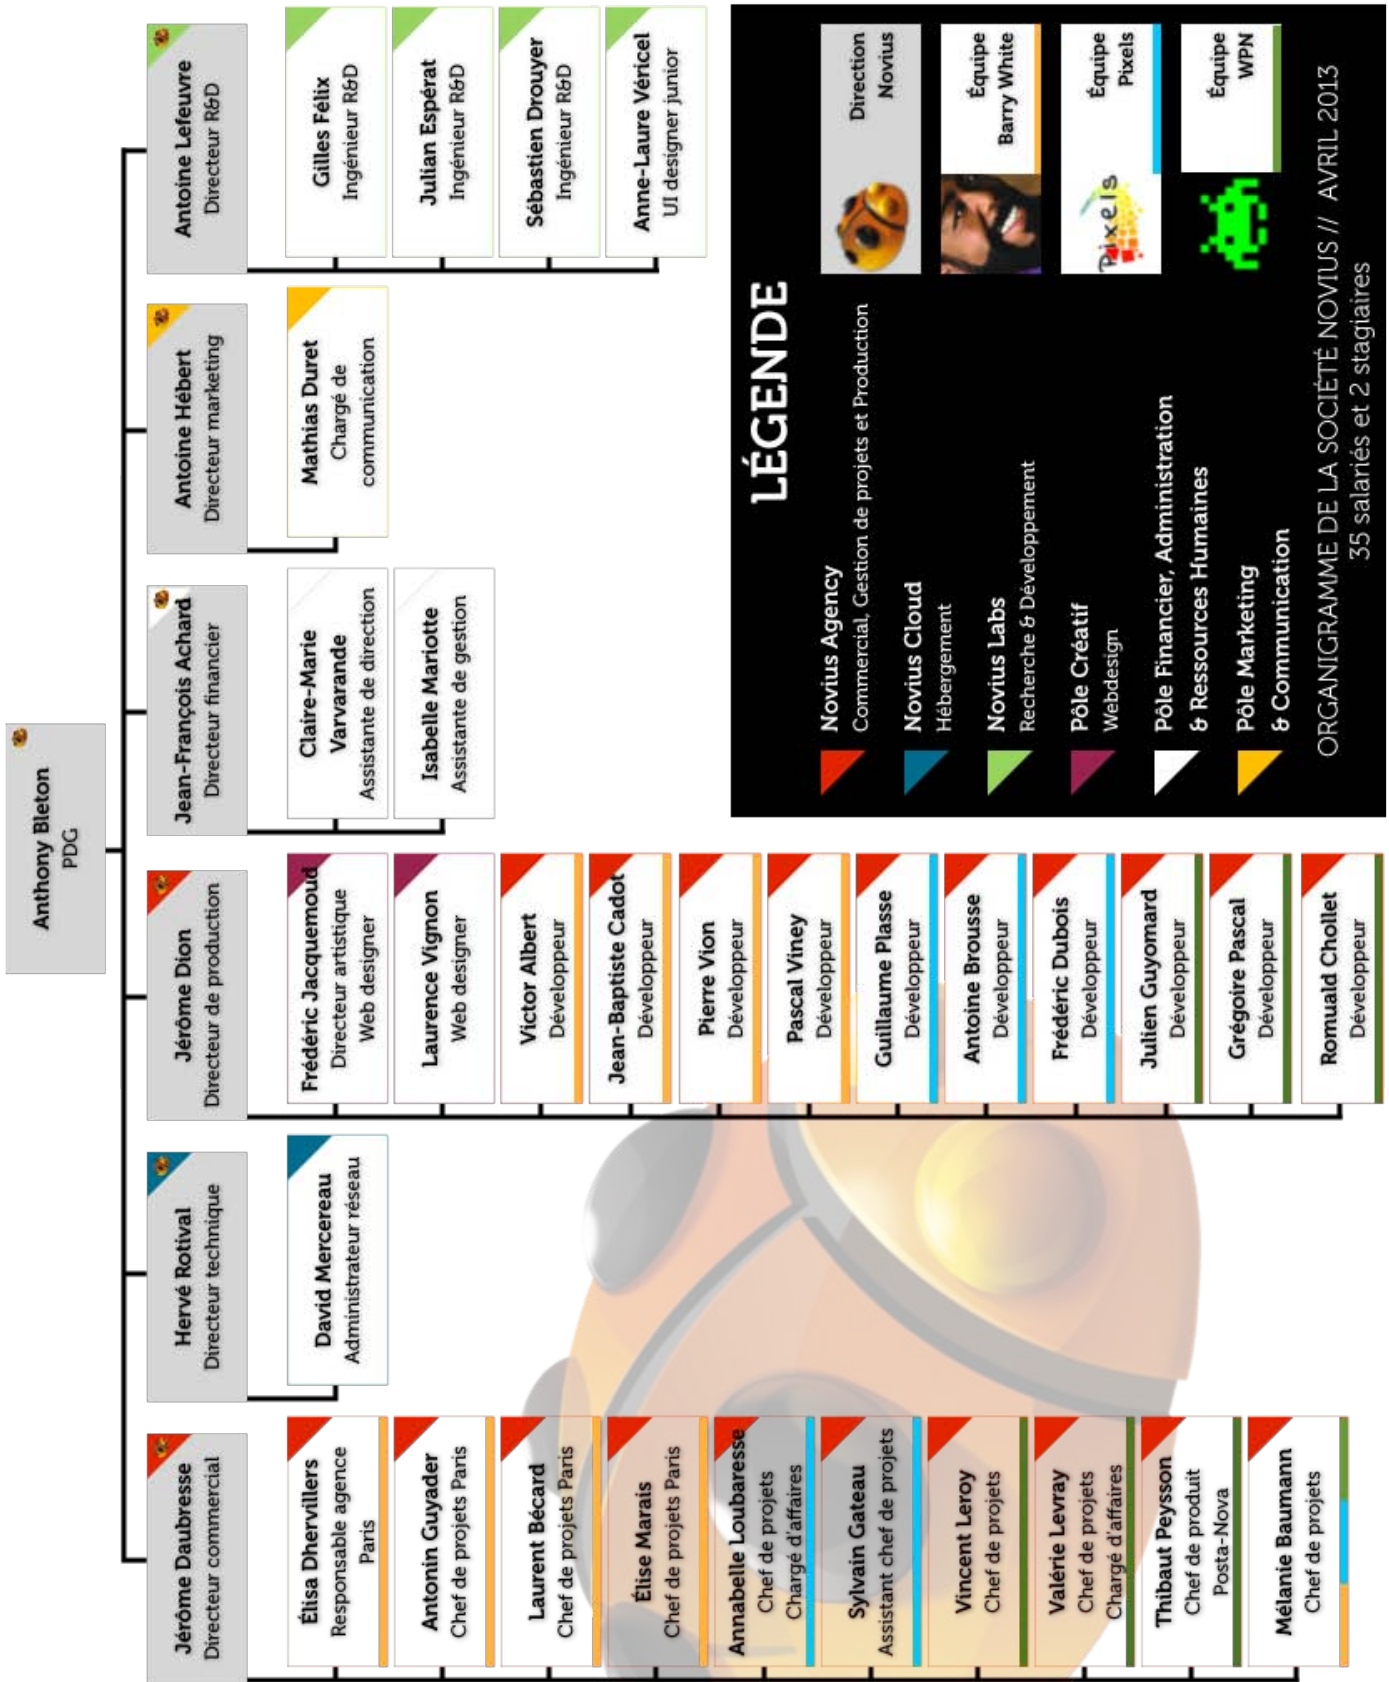 Anthony Bleton
PDG
Jérôme Daubresse
Directeur commercial
Élisa Dhervillers
Responsable agence
Paris
Antonin Guyader
Chef de projets Paris
Laurent Bécard
Chef de projets Paris
Élise Marais
Chef de projets Paris
Annabelle Loubaresse
Chef de projets
Chargé d'affaires
Sylvain Gateau
Assistant chef de projets
Vincent Leroy
Chef de projets
Valérie Levray
Chef de projets
Chargé d'affaires
Thibaut Peysson
Chef de produit
Posta-Nova
Mélanie Baumann
Chef de projets
Hervé Rotival
Directeur technique
David Mercereau
Administrateur réseau
Jérôme Dion
Directeur de production
Frédéric Jacquemoud
Directeur artistique
Web designer
Laurence Vignon
Web designer
Victor Albert
Développeur
Jean-Baptiste Cadot
Développeur
Pierre Vion
Développeur
Pascal Viney
Développeur
Guillaume Plasse
Développeur
Antoine Brousse
Développeur
Frédéric Dubois
Développeur
Julien Guyomard
Développeur
Grégoire Pascal
Développeur
Romuald Chollet
Développeur
Jean-François Achard
Directeur financier
Claire-Marie
Varvarande
Assistante de direction
Isabelle Mariotte
Assistante de gestion
Antoine Hébert
Directeur marketing
Mathias Duret
Chargé de
communication
Antoine Lefeuvre
Directeur R&D
Gilles Félix
Ingénieur R&D
Julian Espérat
Ingénieur R&D
Sébastien Drouyer
Ingénieur R&D
Anne-Laure Véricel
UI designer junior
LÉGENDE
Novius Agency
Commercial, Gestion de projets et Production
Novius Cloud
Hébergement
Novius Labs
Recherche & Développement
Pôle Créatif
Webdesign
Pôle Financier, Administration
& Ressources Humaines
Pôle Marketing
& Communication
Direction
Novius
Équipe
Barry White
Pixels
Équipe
Pixels
Équipe
WPN
ORGANIGRAMME DE LA SOCIÉTÉ NOVIUS // AVRIL 2013
35 salariés et 2 stagiaires